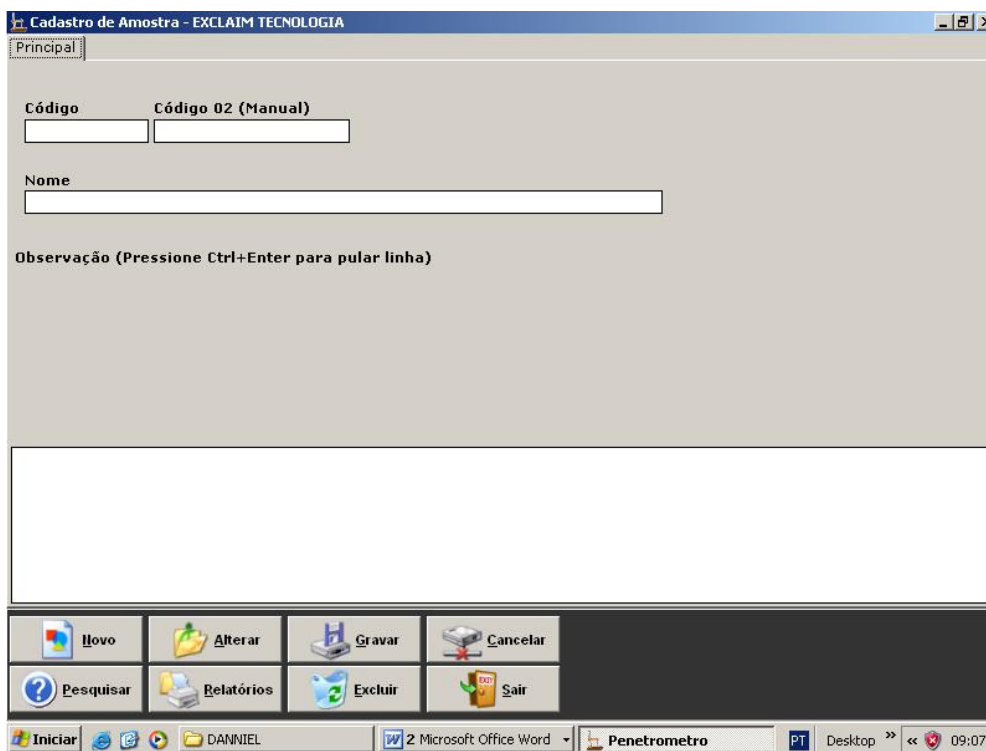 Cadastro de Amostra - EXCLAIM TECNOLOGIA
Principal
Código Código 02 (Manual)
Nome
Observação (Pressione Ctrl+Enter para pular linha)
Novo Alterar Gravar Cancelar
Pesquisar Relatórios Excluir Sair
Iniciar DANNIEL 2 Microsoft Office Word Penetrometro PT Desktop » « 09:07